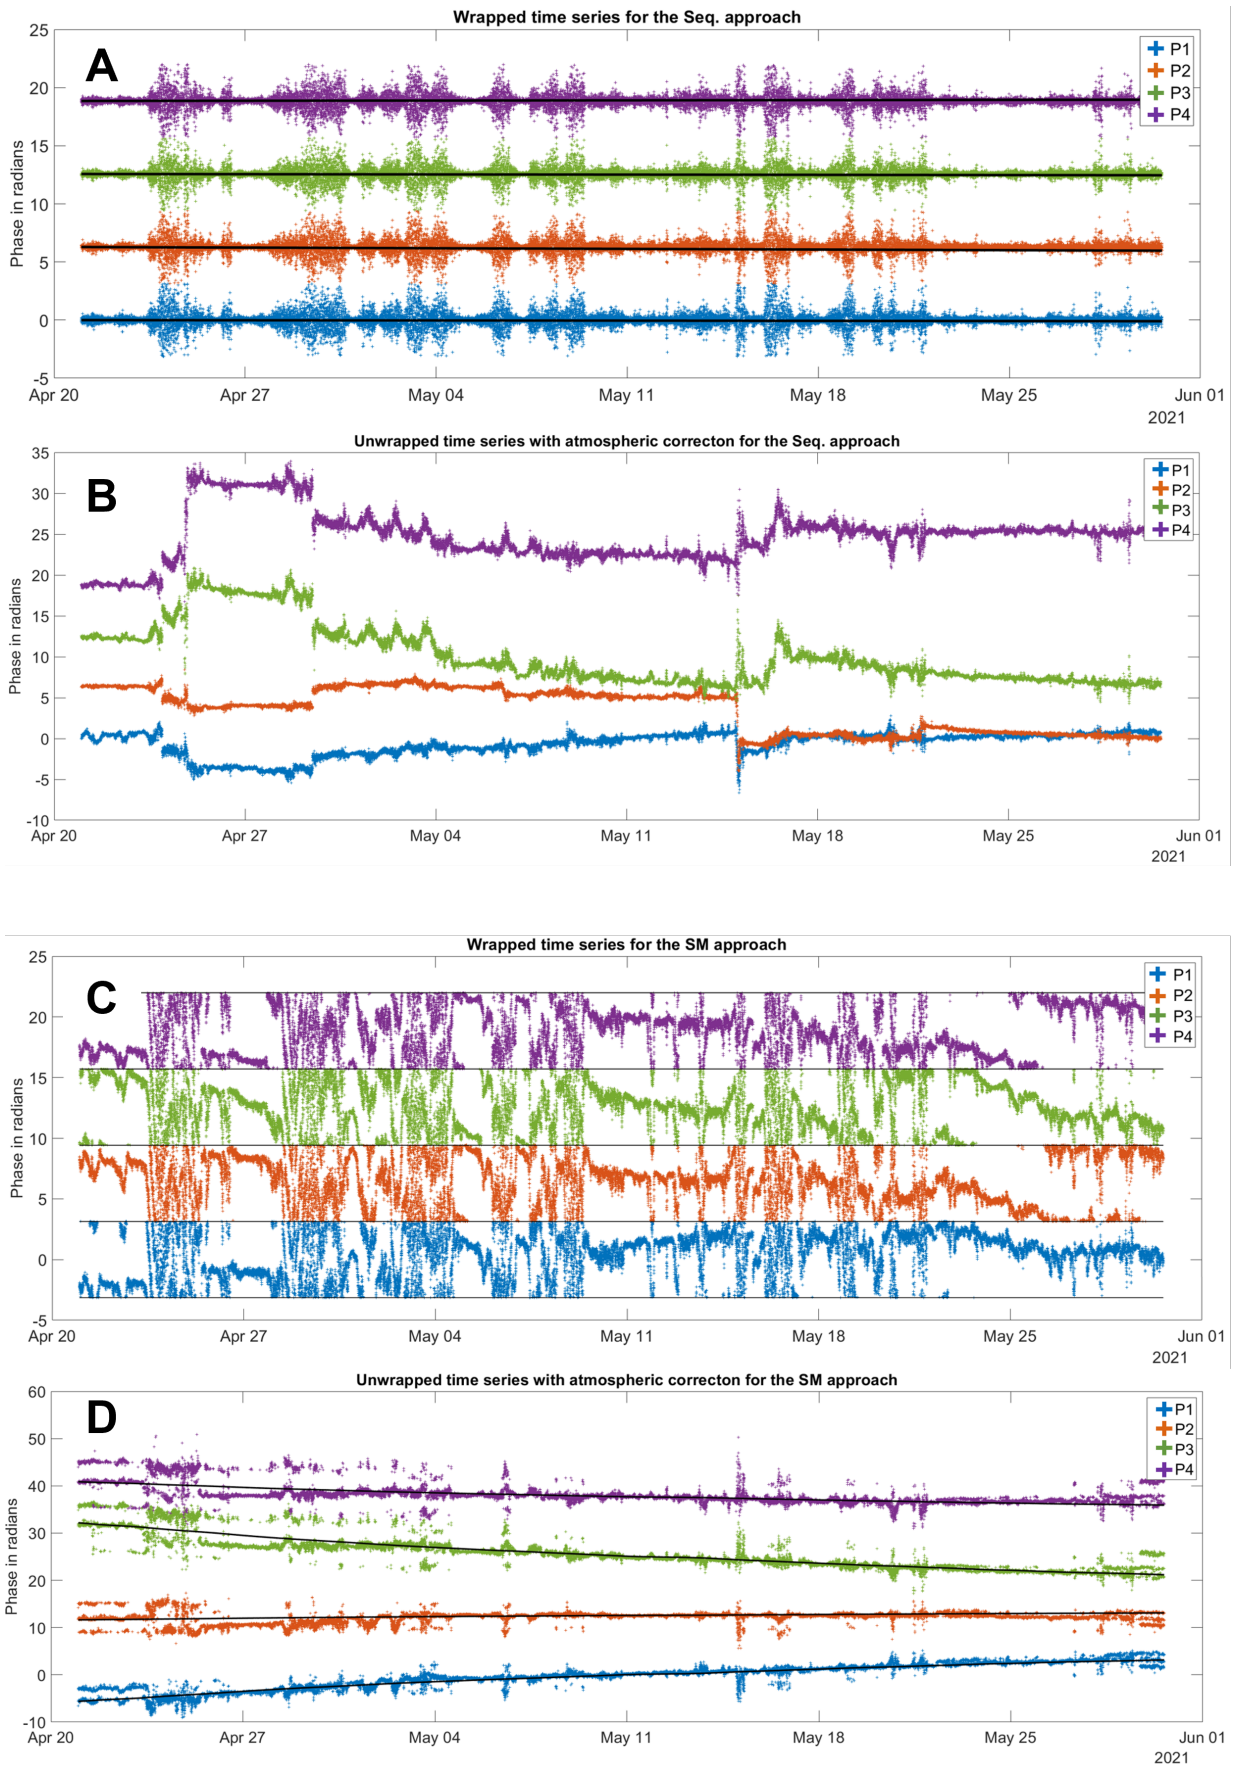 Wrapped time series for the Seq. approach
A
P1
P2
P3
P4
25
20
15
10
5
0
-5
Phase in radians
Apr 20 Apr 27 May 04 May 11 May 18 May 25 Jun 01
2021
Unwrapped time series with atmospheric correcton for the Seq. approach
B
P1
P2
P3
P4
35
30
25
20
15
10
5
0
-5
-10
Phase in radians
Apr 20 Apr 27 May 04 May 11 May 18 May 25 Jun 01
2021
Wrapped time series for the SM approach
C
P1
P2
P3
P4
25
20
15
10
5
0
-5
Phase in radians
Apr 20 Apr 27 May 04 May 11 May 18 May 25 Jun 01
2021
Unwrapped time series with atmospheric correcton for the SM approach
D
P1
P2
P3
P4
60
50
40
30
20
10
0
-10
Phase in radians
Apr 20 Apr 27 May 04 May 11 May 18 May 25 Jun 01
2021